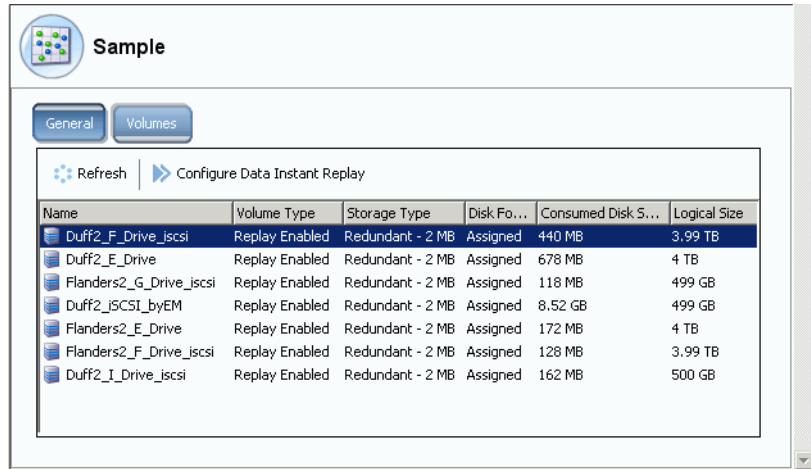 Sample
General Volumes
Refresh Configure Data Instant Replay
Name Volume Type Storage Type Disk Fo... Consumed Disk S... Logical Size
Duff2_F_Drive_iscsi Replay Enabled Redundant - 2 MB Assigned 440 MB 3.99 TB
Duff2_E_Drive Replay Enabled Redundant - 2 MB Assigned 678 MB 4 TB
Flanders2_G_Drive_iscsi Replay Enabled Redundant - 2 MB Assigned 118 MB 499 GB
Duff2_iSCSI_byEM Replay Enabled Redundant - 2 MB Assigned 8.52 GB 499 GB
Flanders2_E_Drive Replay Enabled Redundant - 2 MB Assigned 172 MB 4 TB
Flanders2_F_Drive_iscsi Replay Enabled Redundant - 2 MB Assigned 128 MB 3.99 TB
Duff2_I_Drive_iscsi Replay Enabled Redundant - 2 MB Assigned 162 MB 500 GB